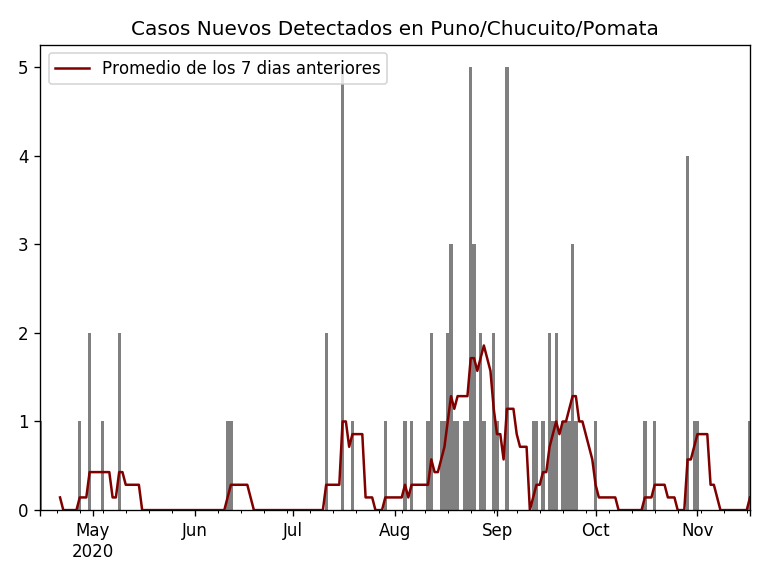 Casos Nuevos Detectados en Puno/Chucuito/Pomata
Promedio de los 7 dias anteriores
5
4
3
2
1
0
May Jun Jul Aug Sep Oct Nov
2020